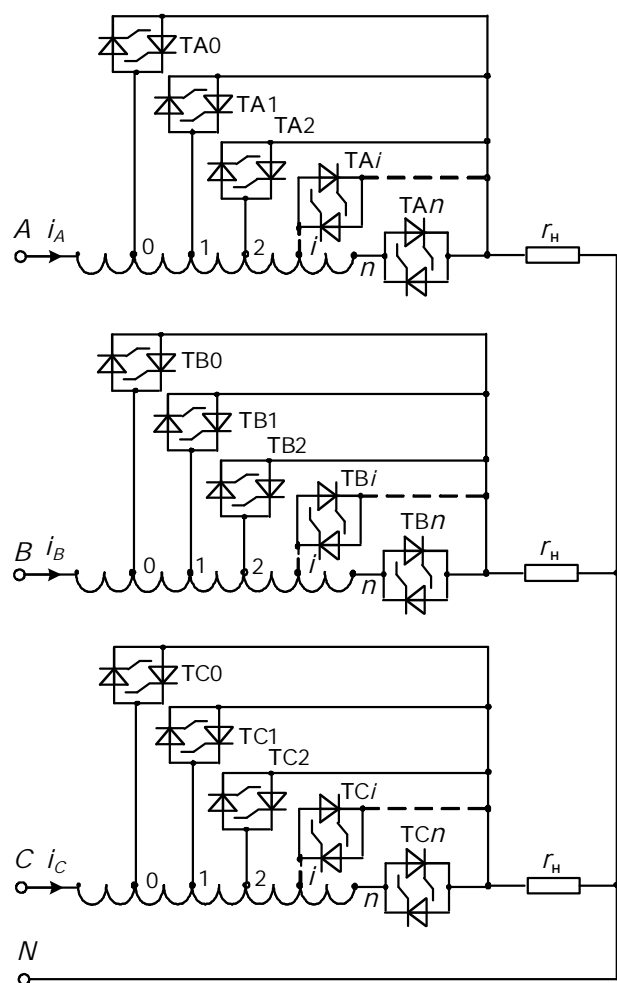 TA0
TA1
TA2
TAi
TAn
A iA
0 1 2 i n
rн
TB0
TB1
TB2
TBi
TBn
B iB
0 1 2 i n
rн
TC0
TC1
TC2
TCi
TCn
C iC
0 1 2 i n
rн
N